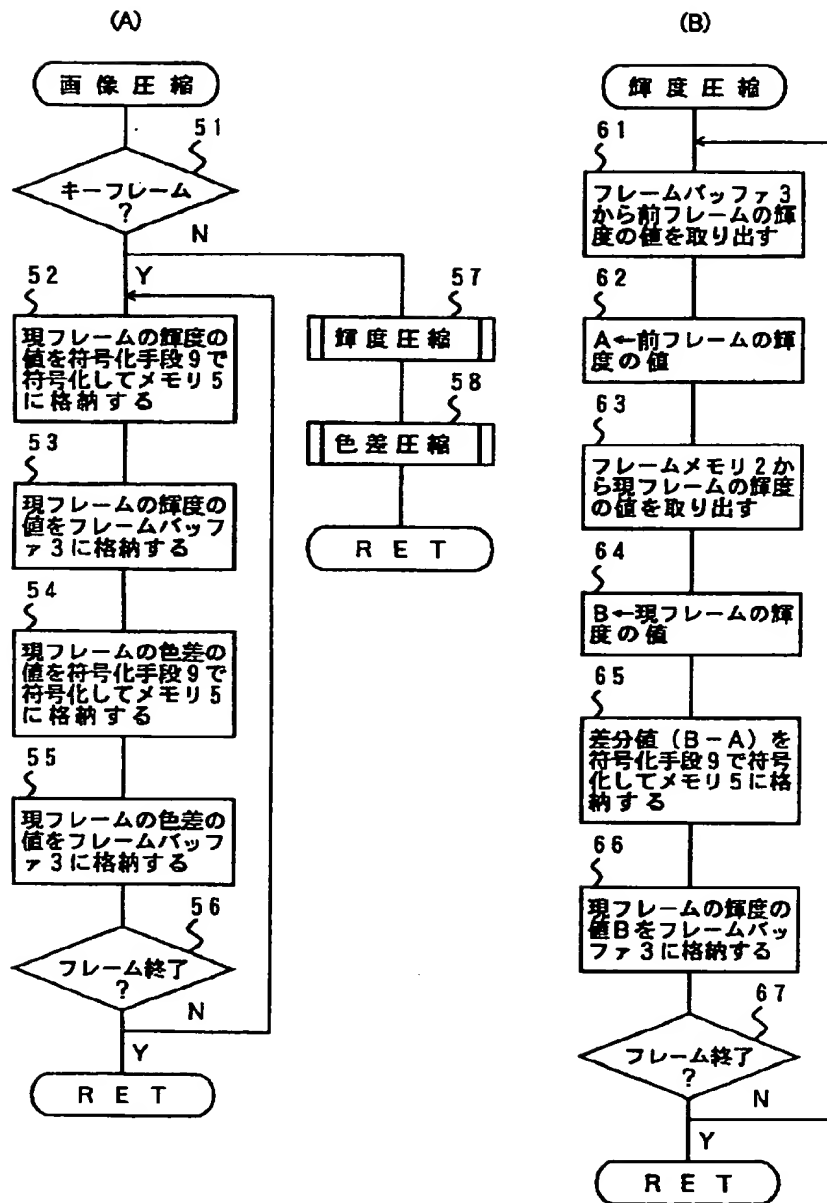 (A)
画像圧縮
51
キーフレーム
?
N
Y
52
現フレームの輝度の
値を符号化手段9で
符号化してメモリ5
に格納する
53
現フレームの輝度の
値をフレームバッフ
ァ3に格納する
54
現フレームの色差の
値を符号化手段9で
符号化してメモリ5
に格納する
55
現フレームの色差の
値をフレームバッフ
ァ3に格納する
56
フレーム終了
?
N
Y
RET
57
輝度圧縮
58
色差圧縮
RET
(B)
輝度圧縮
61
フレームバッファ3
から前フレームの輝
度の値を取り出す
62
A←前フレームの輝
度の値
63
フレームメモリ2か
ら現フレームの輝度
の値を取り出す
64
B←現フレームの輝
度の値
65
差分値(B-A)を
符号化手段9で符号
化してメモリ5に格
納する
66
現フレームの輝度の
値Bをフレームバッ
ファ3に格納する
67
フレーム終了
?
N
Y
RET